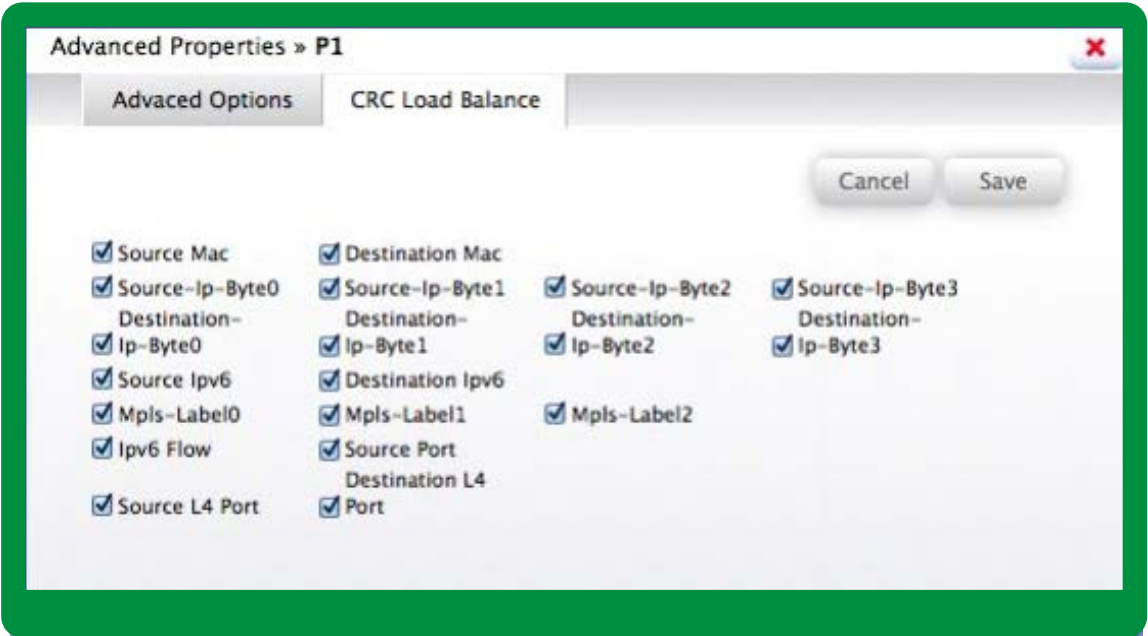 Advanced Properties » P1
Advaced Options CRC Load Balance
Cancel Save
Source Mac Destination Mac
Source-Ip-Byte0 Source-Ip-Byte1 Source-Ip-Byte2 Source-Ip-Byte3
Destination- Destination- Destination- Destination-
Ip-Byte0 Ip-Byte1 Ip-Byte2 Ip-Byte3
Source Ipv6 Destination Ipv6
Mpls-Label0 Mpls-Label1 Mpls-Label2
Ipv6 Flow Source Port
Destination L4
Source L4 Port Port